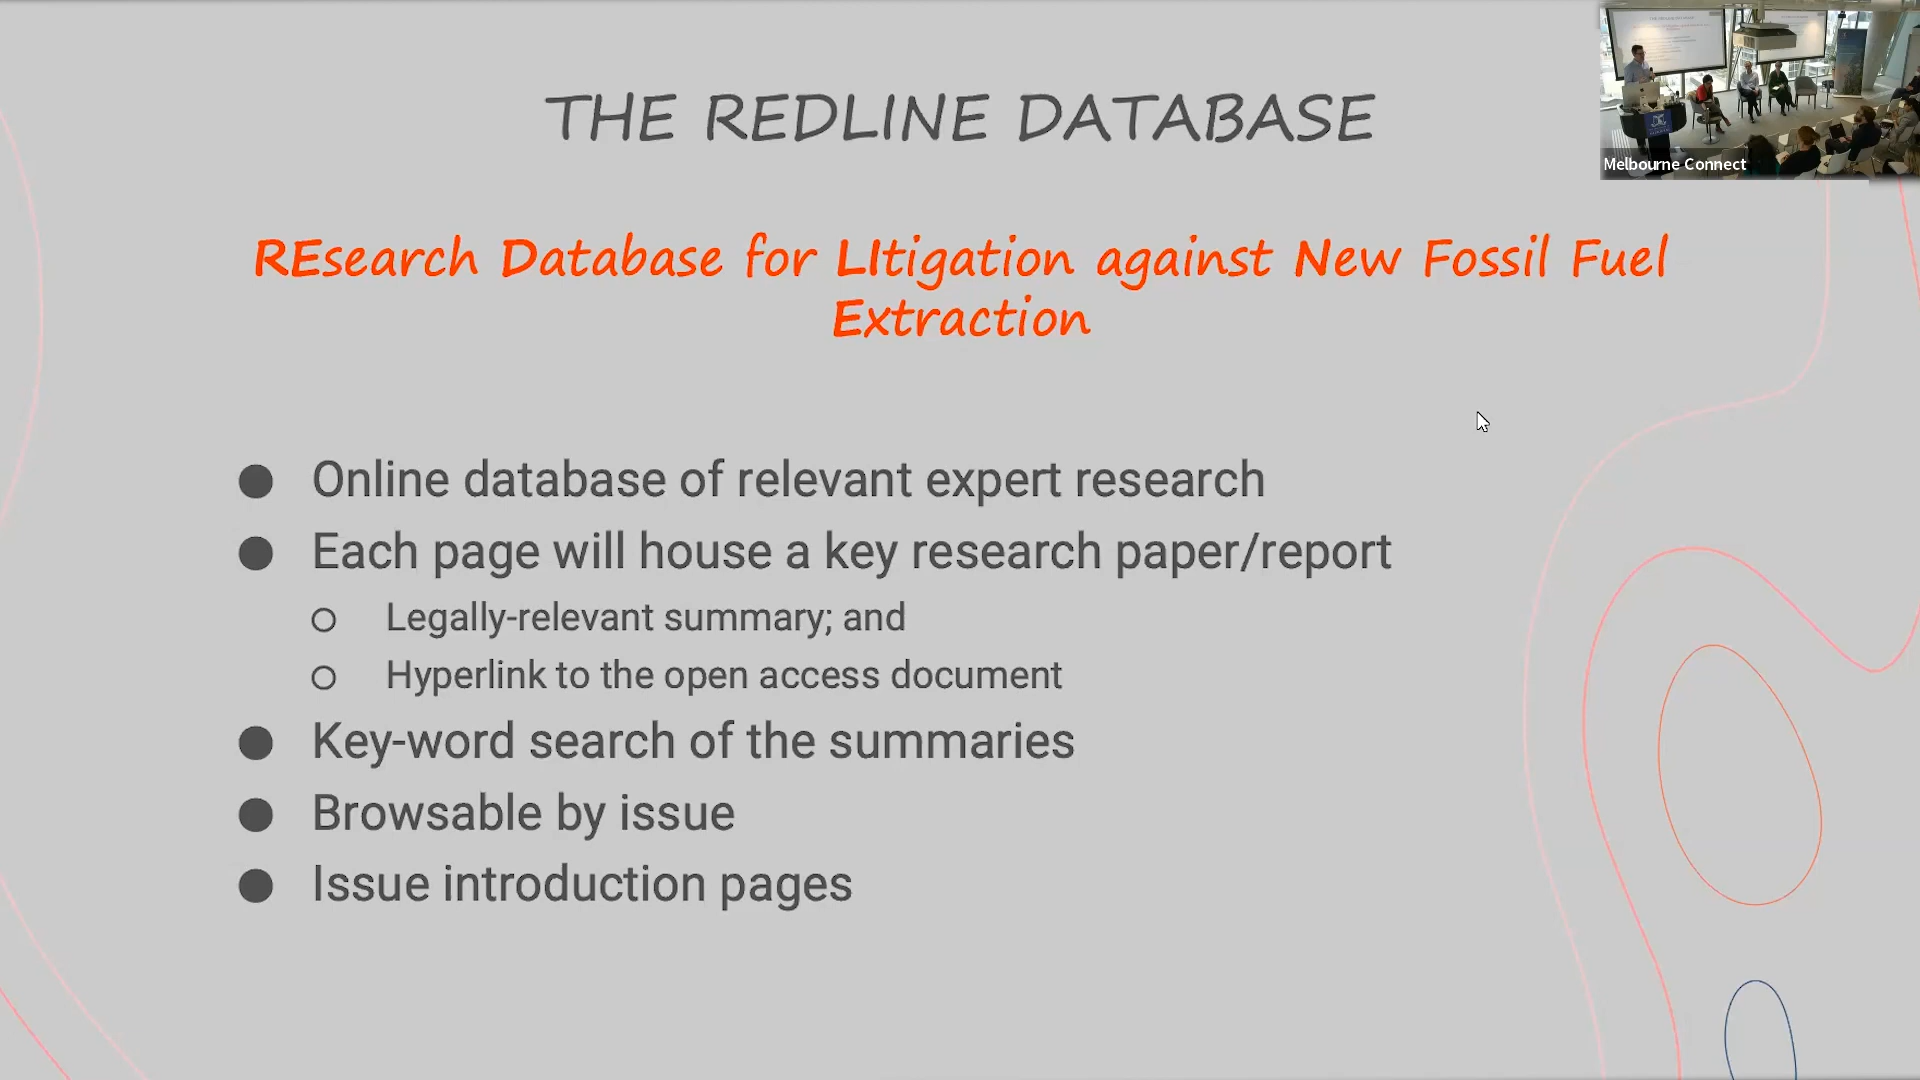 THE REDLINE DATABASE
Melbourne Connect
REsearch Database for LItigation against New Fossil Fuel
Extraction
● Online database of relevant expert research
● Each page will house a key research paper/report
○ Legally-relevant summary; and
○ Hyperlink to the open access document
● Key-word search of the summaries
● Browsable by issue
● Issue introduction pages